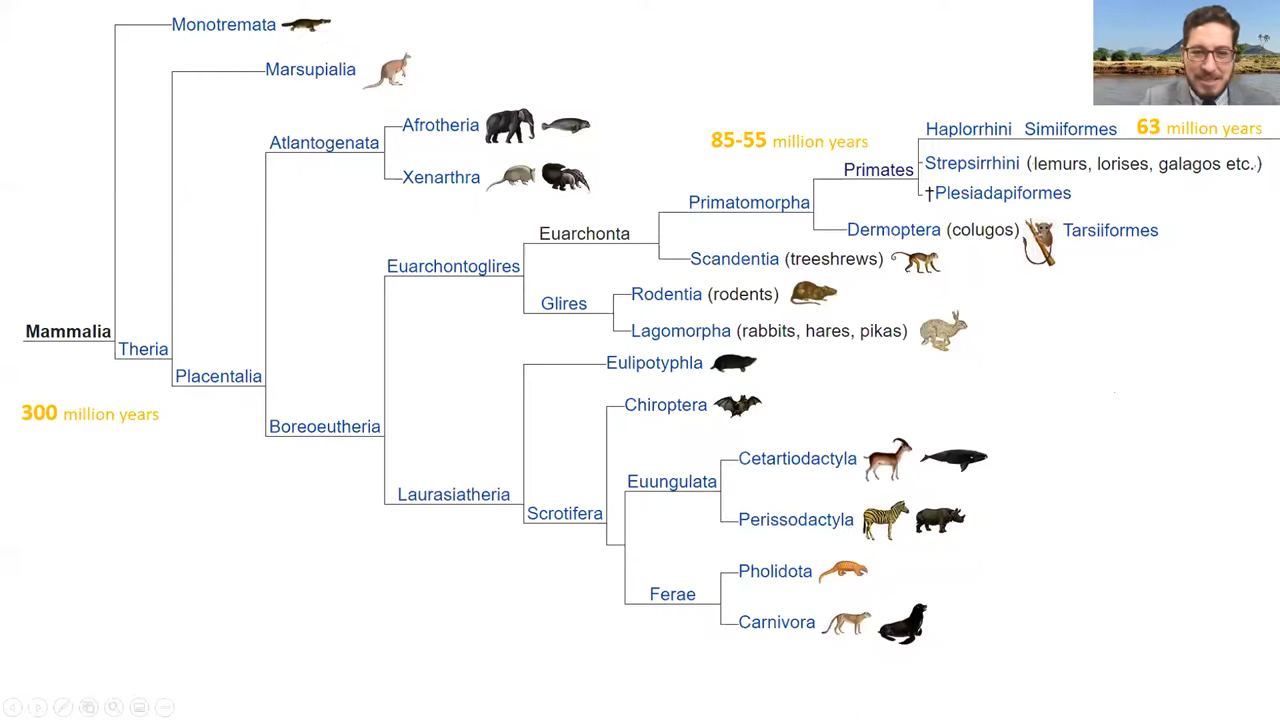 Monotremata
Marsupialia
Afrotheria
Atlantogenata
Xenarthra
85-55 million years
Haplorrhini Simiiformes 63 million years
Primates
Strepsirrhini (lemurs, lorises, galagos etc.)
†Plesiadapiformes
Primatomorpha
Dermoptera (colugos) Tarsiiformes
Euarchonta
Scandentia (treeshrews)
Euarchontoglires
Rodentia (rodents)
Glires
Lagomorpha (rabbits, hares, pikas)
Mammalia
Theria
Placentalia
300 million years
Boreoeutheria
Eulipotyphla
Chiroptera
Cetartiodactyla
Euungulata
Laurasiatheria
Scrotifera
Perissodactyla
Pholidota
Ferae
Carnivora